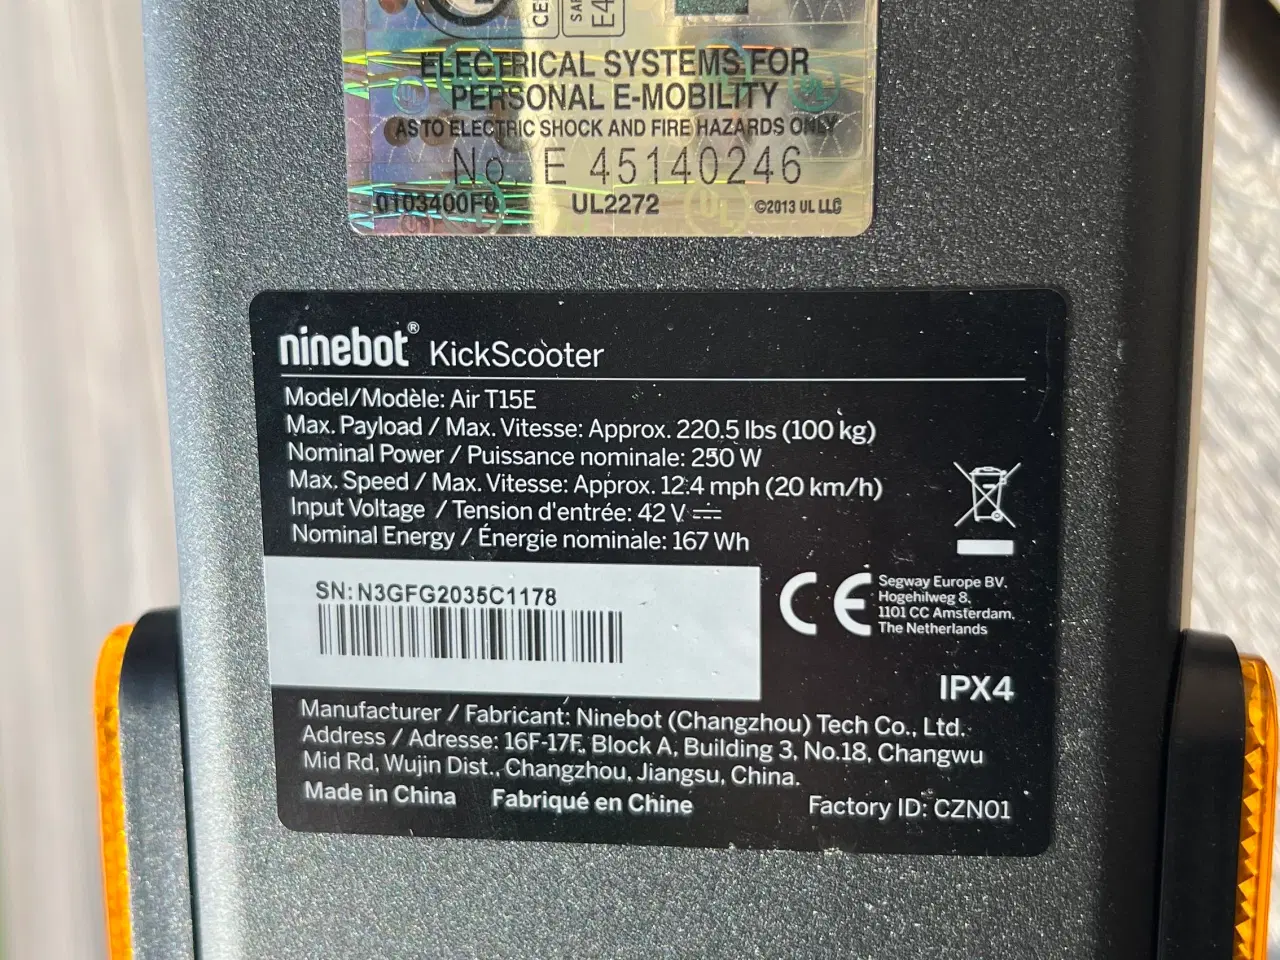 CE
SA
E4
ELECTRICAL SYSTEMS FOR
PERSONAL E-MOBILITY
AS TO ELECTRIC SHOCK AND FIRE HAZARDS ONLY
No. E 45140246
0103400F0 UL2272 ©2013 UL LLC
ninebot® KickScooter
Model/Modèle: Air T15E
Max. Payload / Max. Vitesse: Approx. 220.5 lbs (100 kg)
Nominal Power / Puissance nominale: 250 W
Max. Speed / Max. Vitesse: Approx. 12.4 mph (20 km/h)
Input Voltage / Tension d'entrée: 42 V ⎓
Nominal Energy / Énergie nominale: 167 Wh
SN: N3GFG2035C1178
CE
Segway Europe BV.
Hogehilweg 8,
1101 CC Amsterdam.
The Netherlands
IPX4
Manufacturer / Fabricant: Ninebot (Changzhou) Tech Co., Ltd.
Address / Adresse: 16F-17F, Block A, Building 3, No.18, Changwu
Mid Rd, Wujin Dist., Changzhou, Jiangsu, China.
Made in China Fabriqué en Chine Factory ID: CZN01